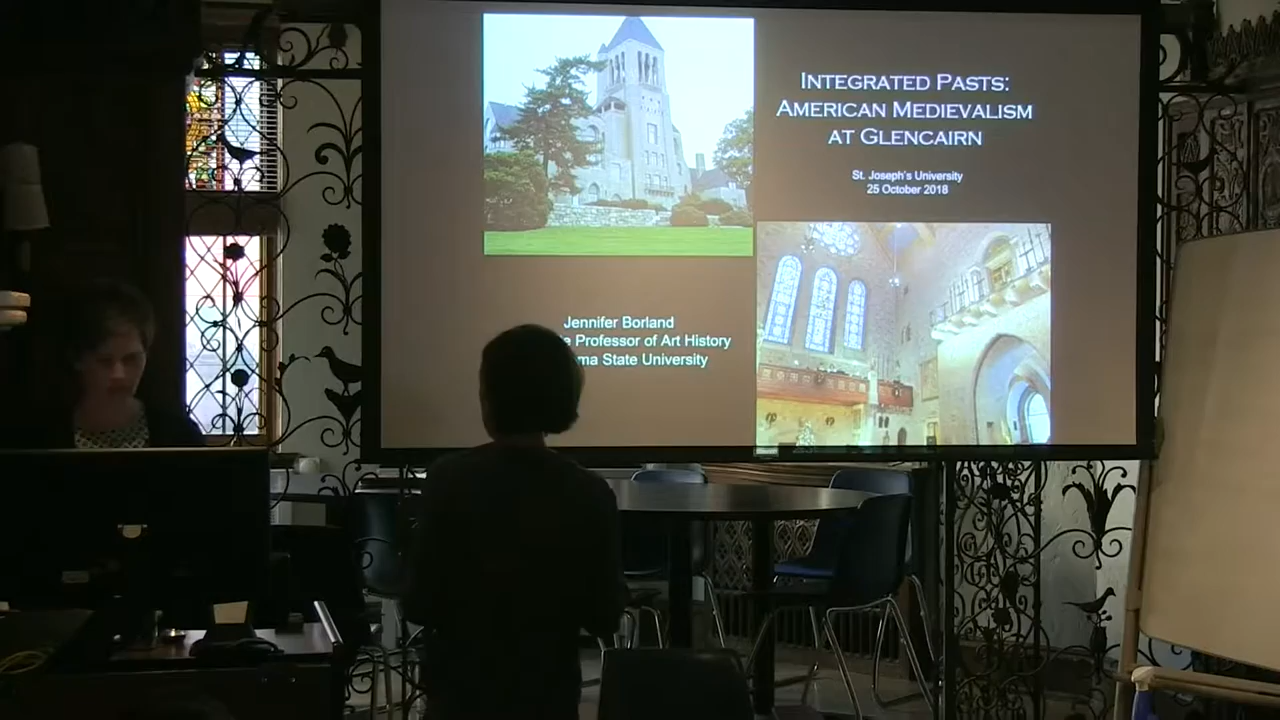 INTEGRATED PASTS:
AMERICAN MEDIEVALISM
AT GLENCAIRN
St. Joseph's University
25 October 2018
Jennifer Borland
Professor of Art History
State University